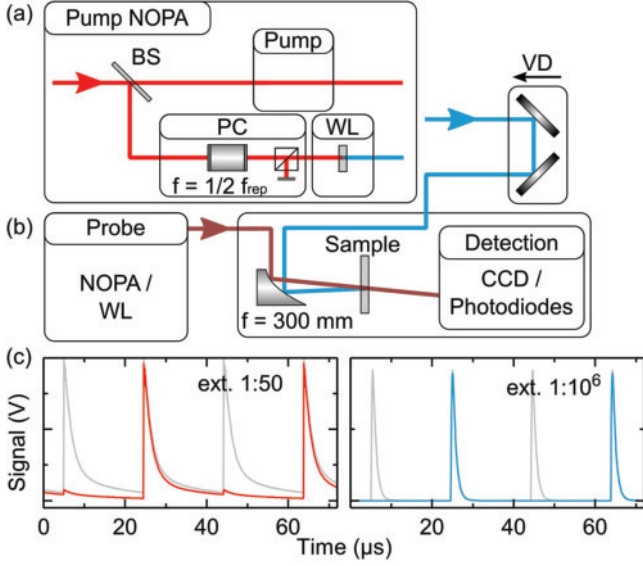 (a)
Pump NOPA
BS
Pump
PC
WL
f = 1/2 frep
VD
(b)
Probe
NOPA /
WL
Sample
f = 300 mm
Detection
CCD /
Photodiodes
(c)
Signal (V)
ext. 1:50
ext. 1:10⁶
0 20 40 60 20 40 60
Time (µs)